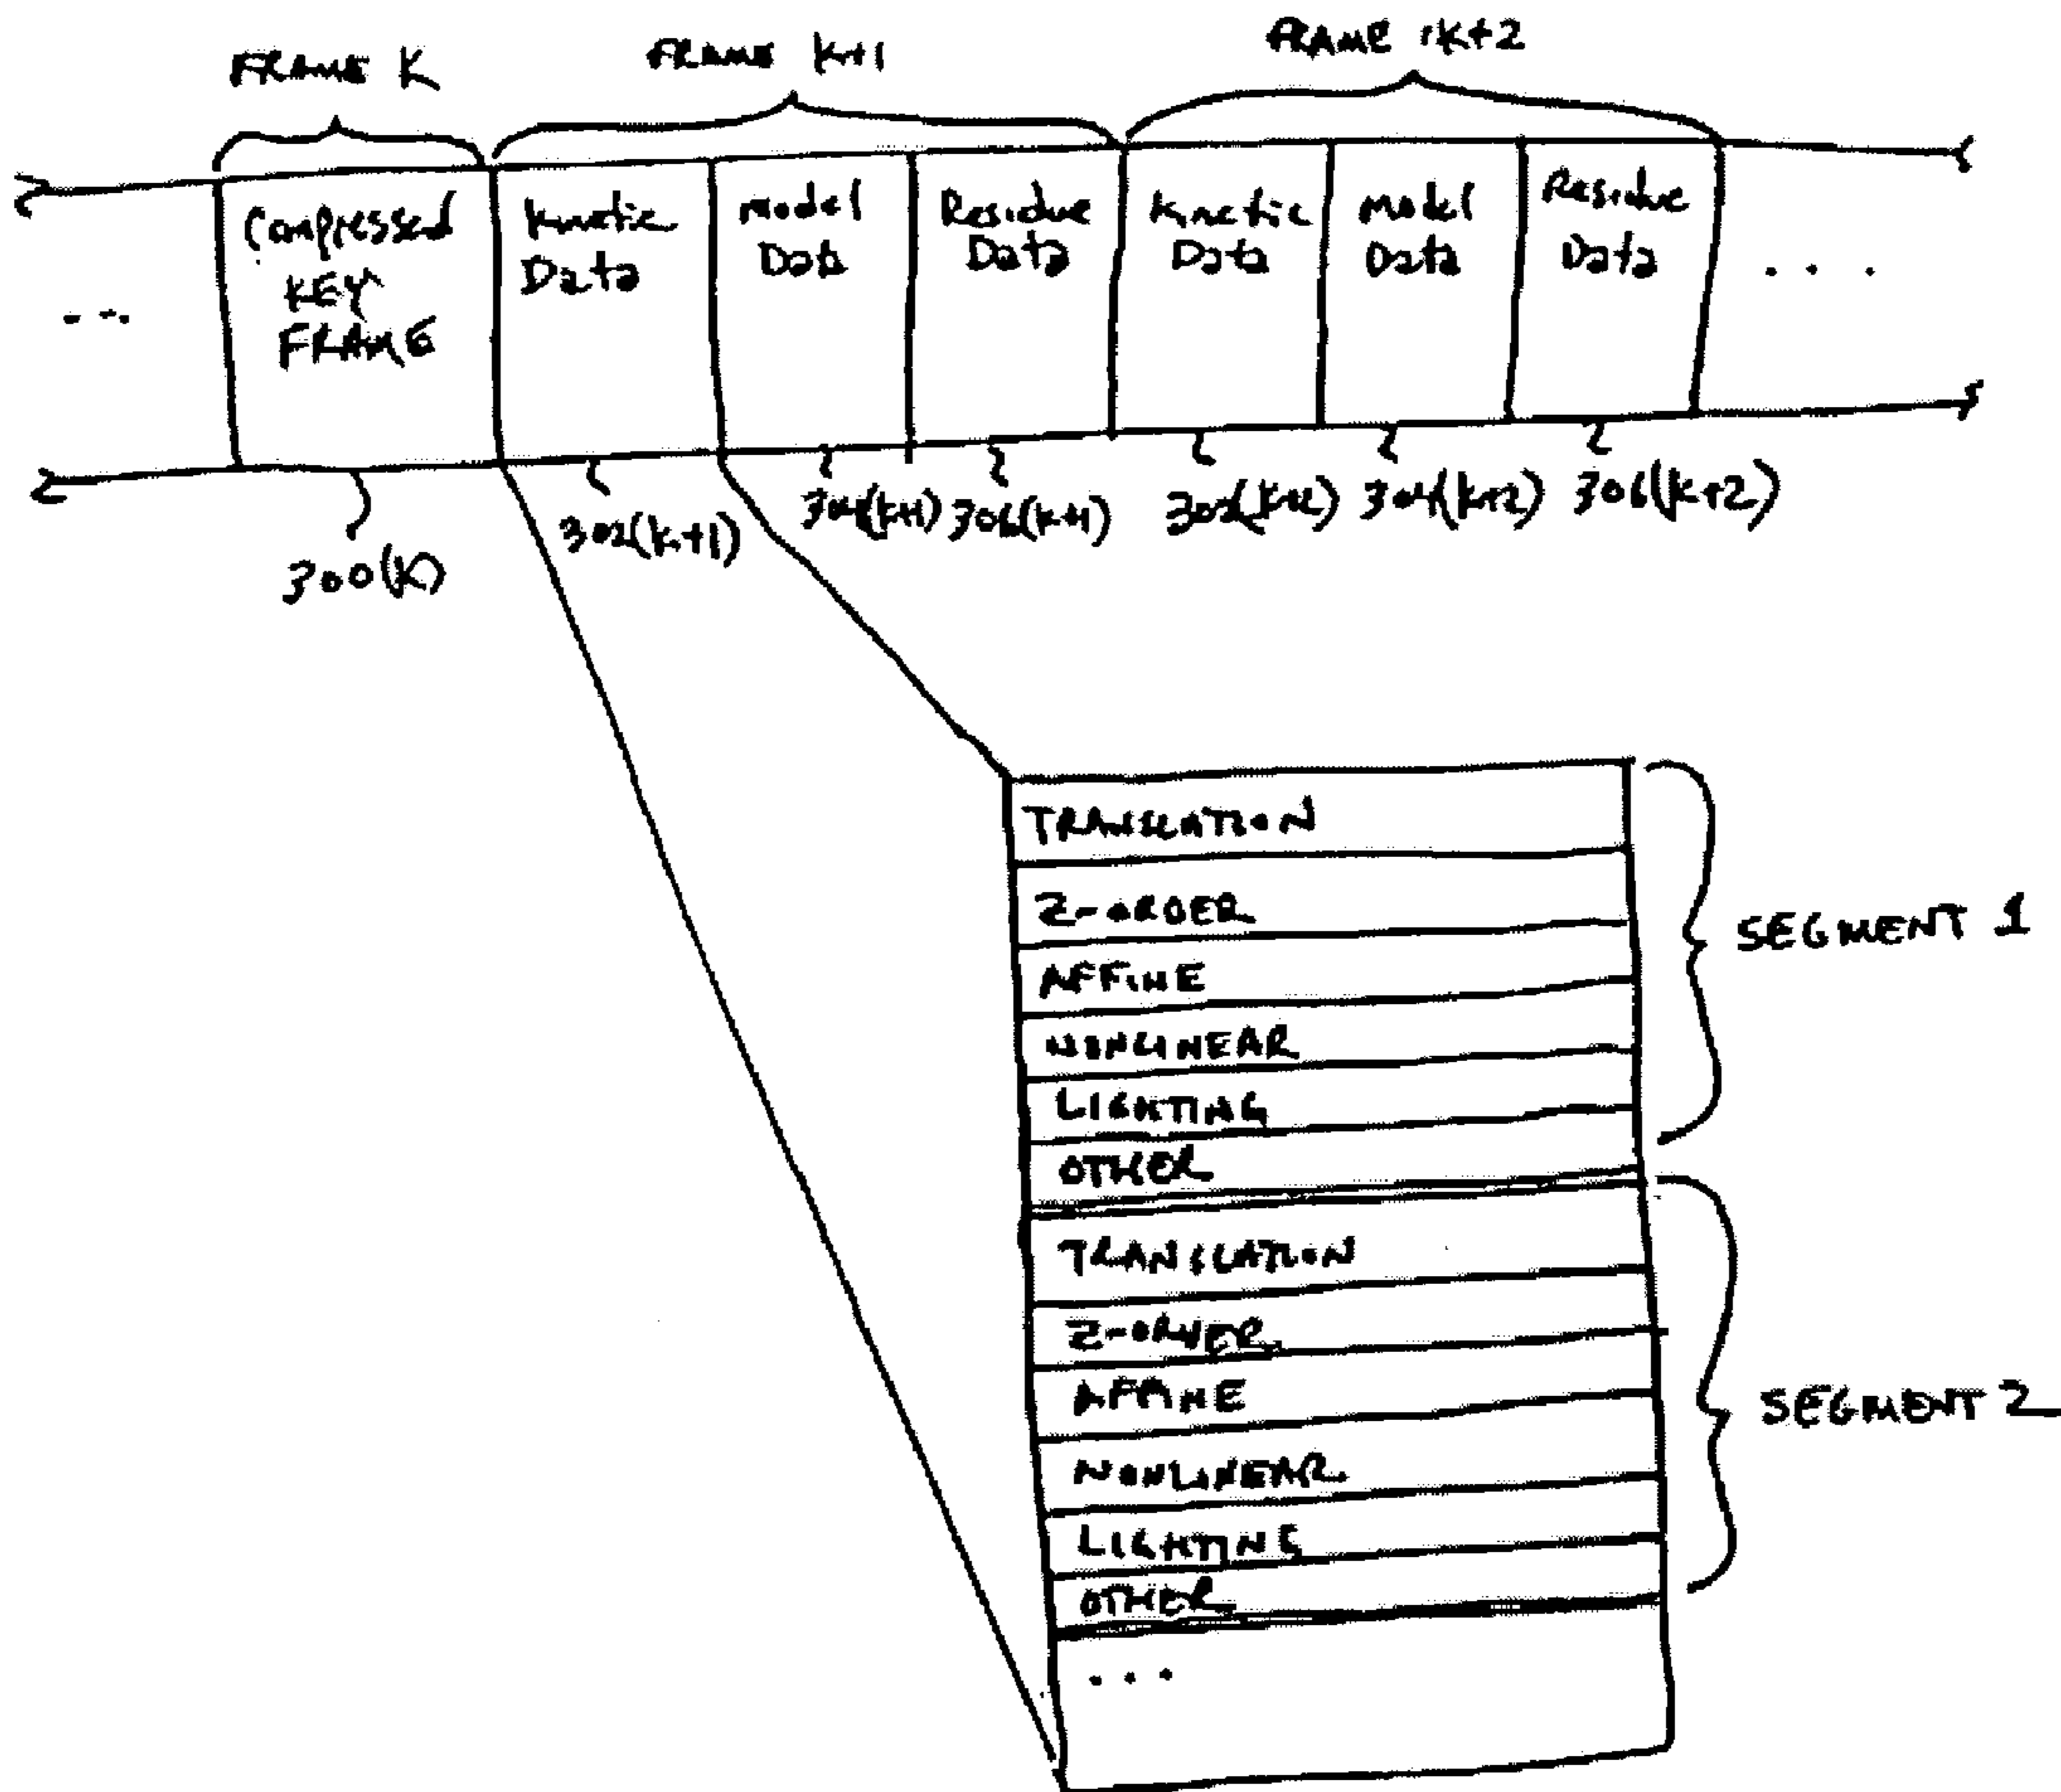 FRAME K
FRAME K+1
FRAME K+2
Compressed
KEY
FRAME
Kinetic
Data
Model
Data
Residue
Data
Kinetic
Data
Model
Data
Residue
Data
. . .
...
300(K)
302(k+1)
304(k+1)
306(k+1)
302(k+2)
304(k+2)
306(k+2)
TRANSLATION
Z-ORDER
AFFINE
NONLINEAR
LIGHTING
OTHER
SEGMENT 1
TRANSLATION
Z-ORDER
AFFINE
NONLINEAR
LIGHTING
OTHER
SEGMENT 2
...